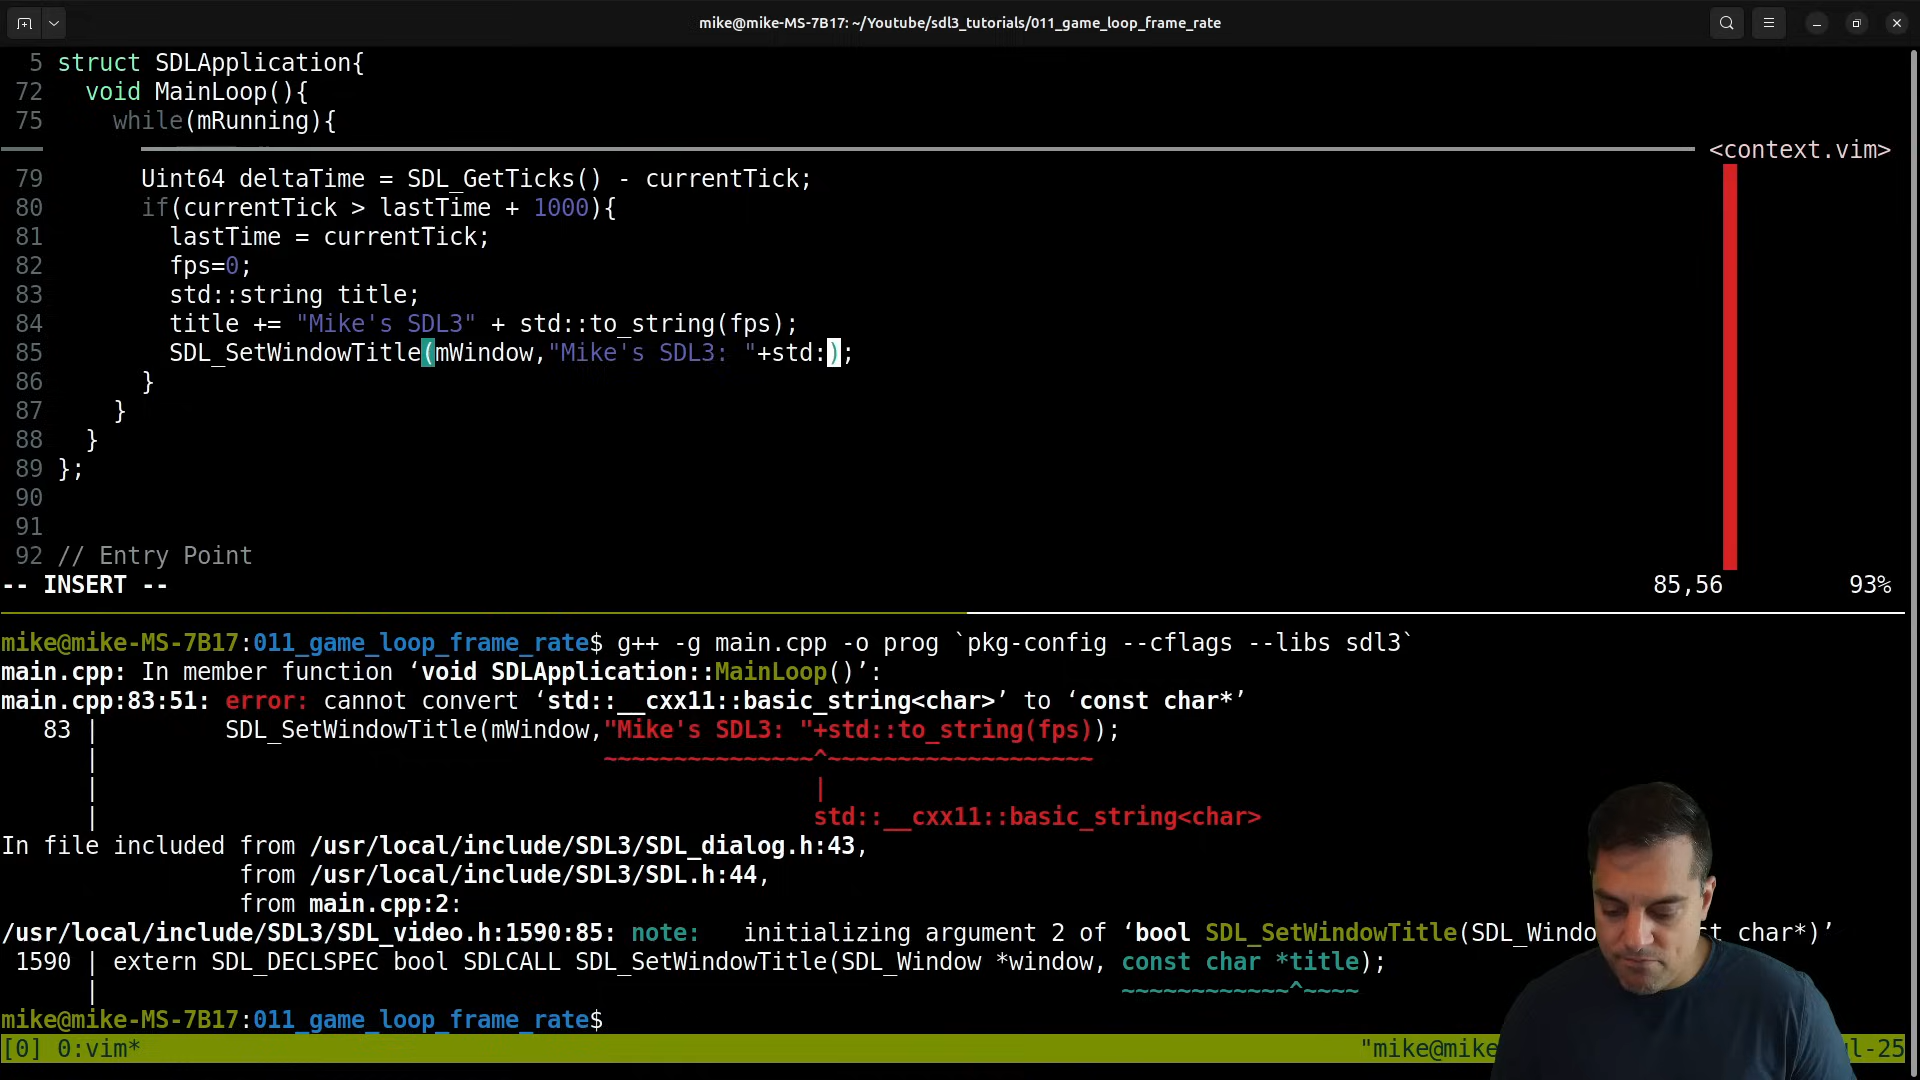 mike@mike-MS-7B17: ~/Youtube/sdl3_tutorials/011_game_loop_frame_rate
5 struct SDLApplication{
72 void MainLoop(){
75 while(mRunning){
<context.vim>
79 Uint64 deltaTime = SDL_GetTicks() - currentTick;
80 if(currentTick > lastTime + 1000){
81 lastTime = currentTick;
82 fps=0;
83 std::string title;
84 title += "Mike's SDL3" + std::to_string(fps);
85 SDL_SetWindowTitle(mWindow,"Mike's SDL3: "+std:);
86 }
87 }
88 }
89 };
90
91
92 // Entry Point
-- INSERT -- 85,56 93%
mike@mike-MS-7B17:011_game_loop_frame_rate$ g++ -g main.cpp -o prog `pkg-config --cflags --libs sdl3`
main.cpp: In member function ‘void SDLApplication::MainLoop()’:
main.cpp:83:51: error: cannot convert ‘std::__cxx11::basic_string<char>’ to ‘const char*’
83 | SDL_SetWindowTitle(mWindow,"Mike's SDL3: "+std::to_string(fps));
| ~~~~~~~~~~~~~~~^~~~~~~~~~~~~~~~~~~~
| |
| std::__cxx11::basic_string<char>
In file included from /usr/local/include/SDL3/SDL_dialog.h:43,
from /usr/local/include/SDL3/SDL.h:44,
from main.cpp:2:
/usr/local/include/SDL3/SDL_video.h:1590:85: note: initializing argument 2 of ‘bool SDL_SetWindowTitle(SDL_Windo char*)’
1590 | extern SDL_DECLSPEC bool SDLCALL SDL_SetWindowTitle(SDL_Window *window, const char *title);
| ~~~~~~~~~~~~^~~~
mike@mike-MS-7B17:011_game_loop_frame_rate$
[0] 0:vim* "mike@mike l-25